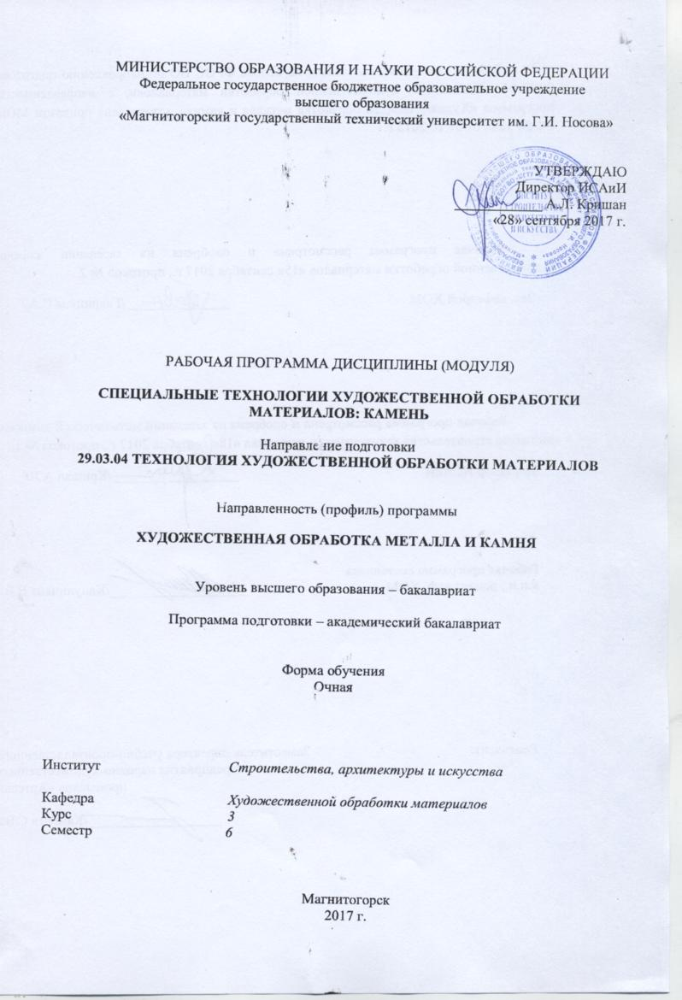 МИНИСТЕРСТВО ОБРАЗОВАНИЯ И НАУКИ РОССИЙСКОЙ ФЕДЕРАЦИИ
Федеральное государственное бюджетное образовательное учреждение
высшего образования
«Магнитогорский государственный технический университет им. Г.И. Носова»
УТВЕРЖДАЮ
Директор ИСАиИ
А.Л. Кришан
«28» сентября 2017 г.
РАБОЧАЯ ПРОГРАММА ДИСЦИПЛИНЫ (МОДУЛЯ)
СПЕЦИАЛЬНЫЕ ТЕХНОЛОГИИ ХУДОЖЕСТВЕННОЙ ОБРАБОТКИ
МАТЕРИАЛОВ: КАМЕНЬ
Направление подготовки
29.03.04 ТЕХНОЛОГИЯ ХУДОЖЕСТВЕННОЙ ОБРАБОТКИ МАТЕРИАЛОВ
Направленность (профиль) программы
ХУДОЖЕСТВЕННАЯ ОБРАБОТКА МЕТАЛЛА И КАМНЯ
Уровень высшего образования – бакалавриат
Программа подготовки – академический бакалавриат
Форма обучения
Очная
Институт Строительства, архитектуры и искусства
Кафедра Художественной обработки материалов
Курс 3
Семестр 6
Магнитогорск
2017 г.